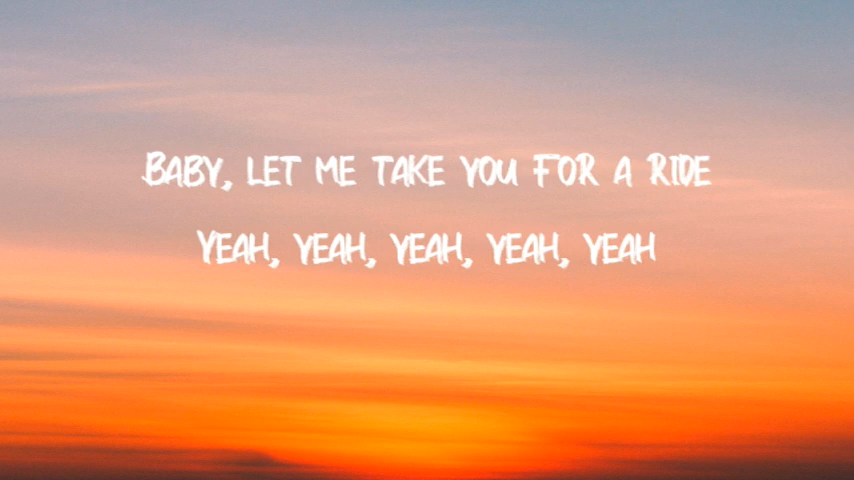 BABY, LET ME TAKE YOU FOR A RIDE
YEAH, YEAH, YEAH, YEAH, YEAH